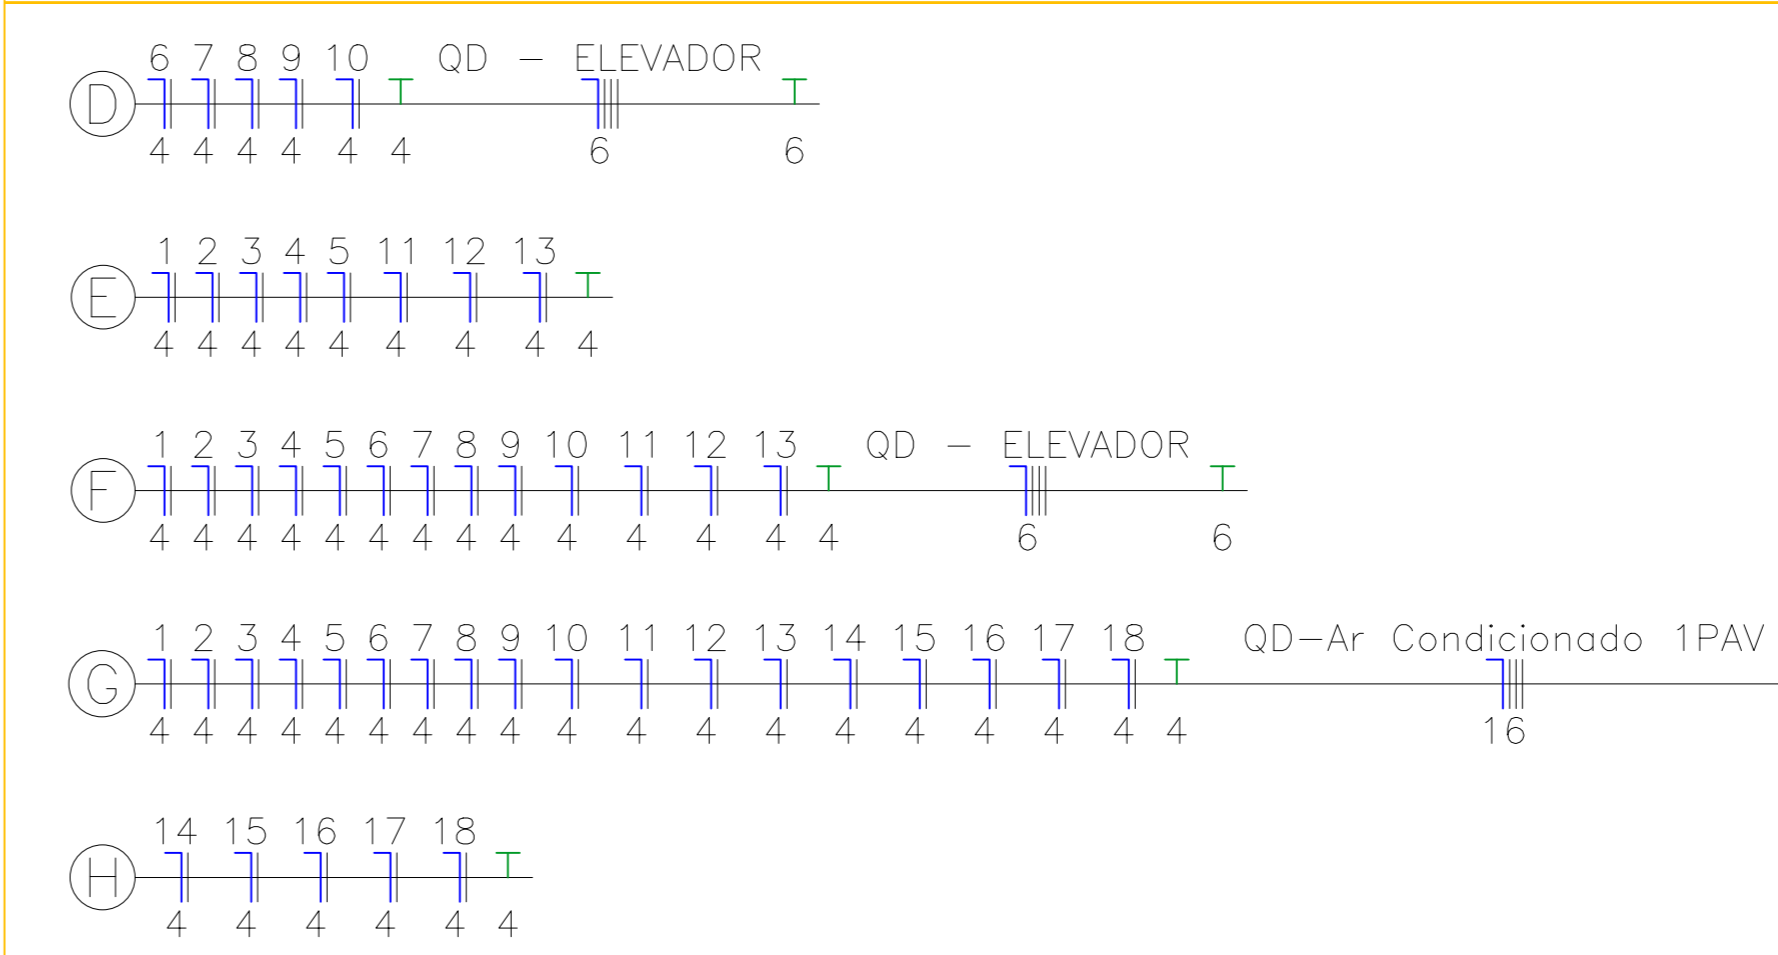 6 7 8 9 10 QD - ELEVADOR
D
4 4 4 4 4 4 6 6
1 2 3 4 5 11 12 13
E
4 4 4 4 4 4 4 4 4
1 2 3 4 5 6 7 8 9 10 11 12 13 QD - ELEVADOR
F
4 4 4 4 4 4 4 4 4 4 4 4 4 4 6 6
1 2 3 4 5 6 7 8 9 10 11 12 13 14 15 16 17 18 QD-Ar Condicionado 1PAV
G
4 4 4 4 4 4 4 4 4 4 4 4 4 4 4 4 4 4 4 16
14 15 16 17 18
H
4 4 4 4 4 4